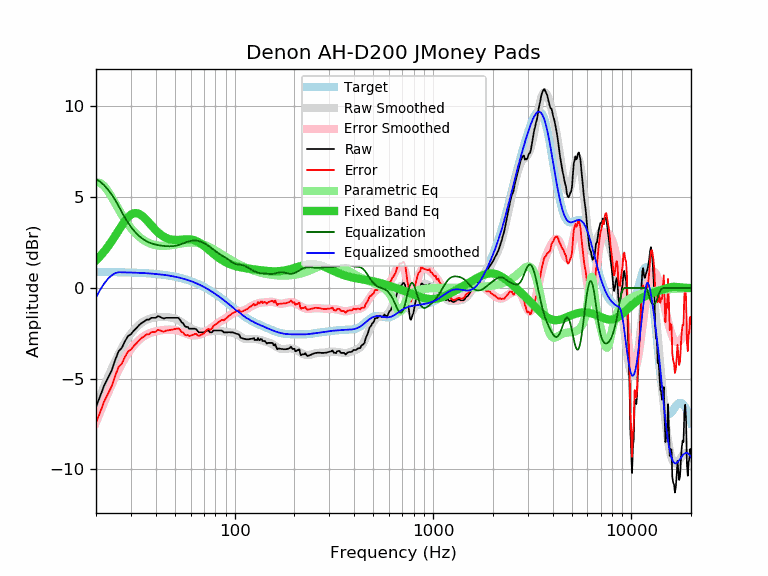 Denon AH-D200 JMoney Pads
Target
Raw Smoothed
Error Smoothed
Raw
Error
Parametric Eq
Fixed Band Eq
Equalization
Equalized smoothed
10
5
0
−5
−10
Amplitude (dBr)
100
1000
10000
Frequency (Hz)